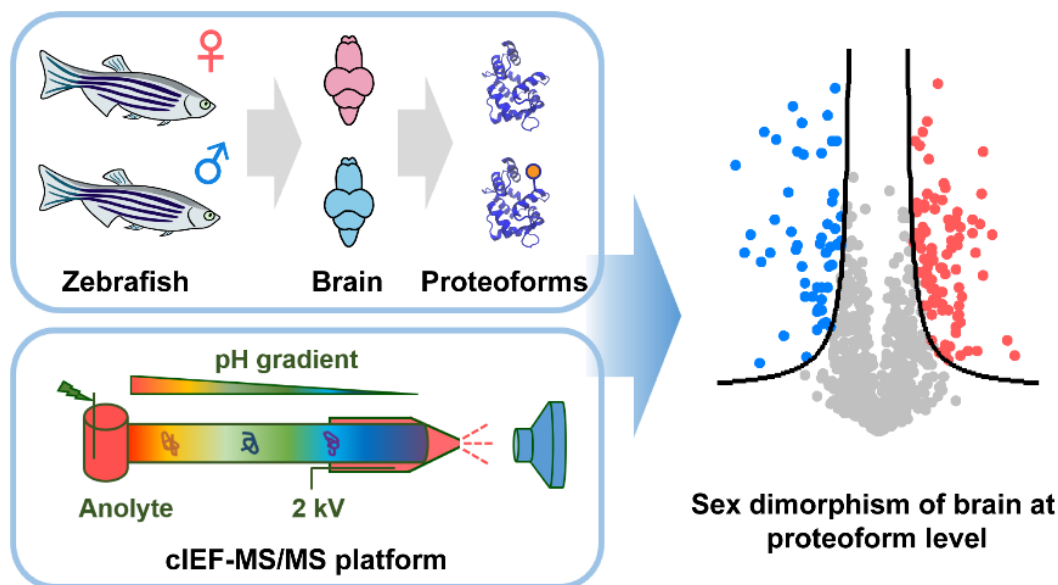 ♀
♂
Zebrafish
Brain
Proteoforms
pH gradient
Anolyte
2 kV
cIEF-MS/MS platform
Sex dimorphism of brain at
proteoform level